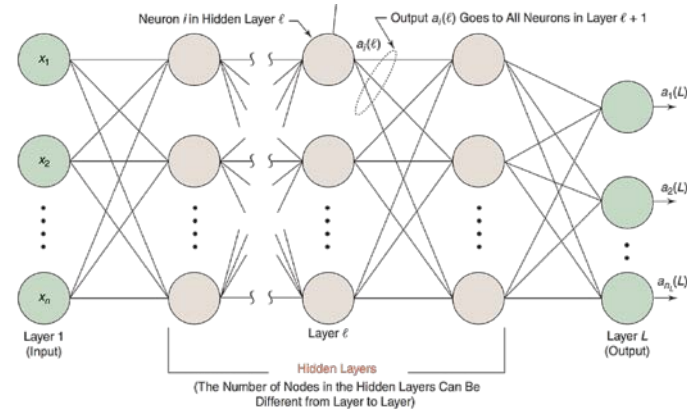 Neuron i in Hidden Layer ℓ
Output aᵢ(ℓ) Goes to All Neurons in Layer ℓ + 1
aᵢ(ℓ)
x₁
a₁(L)
x₂
a₂(L)
xₙ
aₙ_L(L)
Layer 1
(Input)
Layer ℓ
Layer L
(Output)
Hidden Layers
(The Number of Nodes in the Hidden Layers Can Be
Different from Layer to Layer)